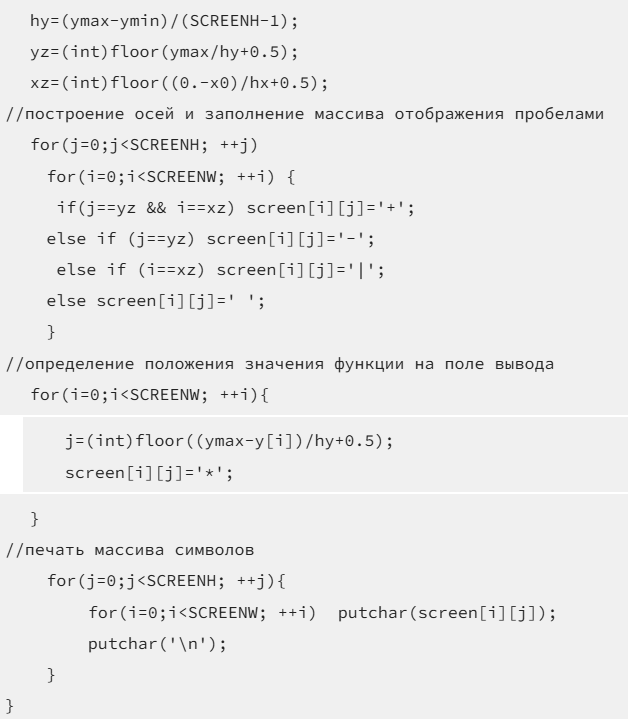 hy=(ymax-ymin)/(SCREENH-1);
yz=(int)floor(ymax/hy+0.5);
xz=(int)floor((0.-x0)/hx+0.5);
//построение осей и заполнение массива отображения пробелами
for(j=0;j<SCREENH; ++j)
for(i=0;i<SCREENW; ++i) {
if(j==yz && i==xz) screen[i][j]='+';
else if (j==yz) screen[i][j]='-';
else if (i==xz) screen[i][j]='|';
else screen[i][j]=' ';
}
//определение положения значения функции на поле вывода
for(i=0;i<SCREENW; ++i){
j=(int)floor((ymax-y[i])/hy+0.5);
screen[i][j]='*';
}
//печать массива символов
for(j=0;j<SCREENH; ++j){
for(i=0;i<SCREENW; ++i)  putchar(screen[i][j]);
putchar('\n');
}
}